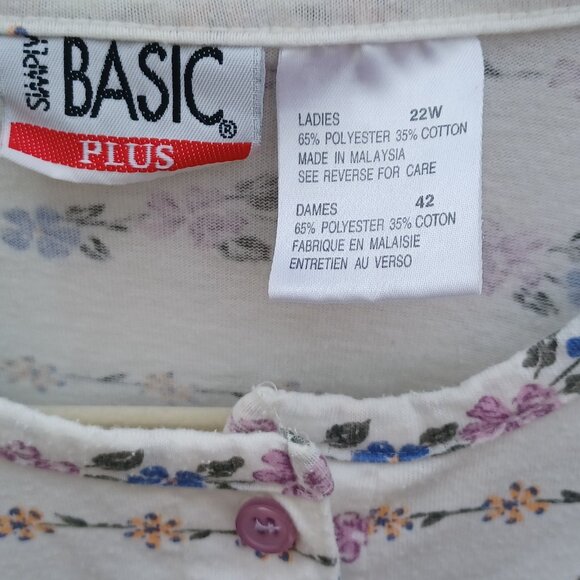 SIMPLY
BASIC®
PLUS
LADIES 22W
65% POLYESTER 35% COTTON
MADE IN MALAYSIA
SEE REVERSE FOR CARE
DAMES 42
65% POLYESTER 35% COTON
FABRIQUE EN MALAISIE
ENTRETIEN AU VERSO